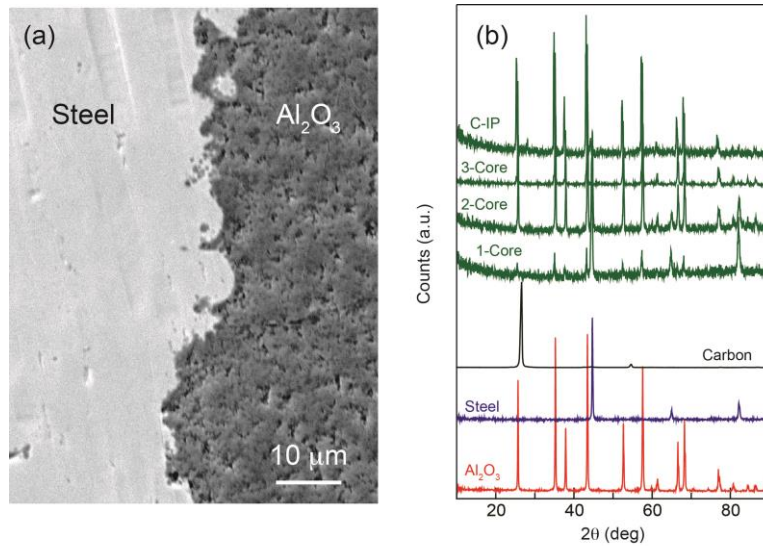 (a)
Steel
Al₂O₃
10 μm
(b)
C-IP
3-Core
2-Core
1-Core
Carbon
Steel
Al₂O₃
Counts (a.u.)
20 40 60 80
2θ (deg)